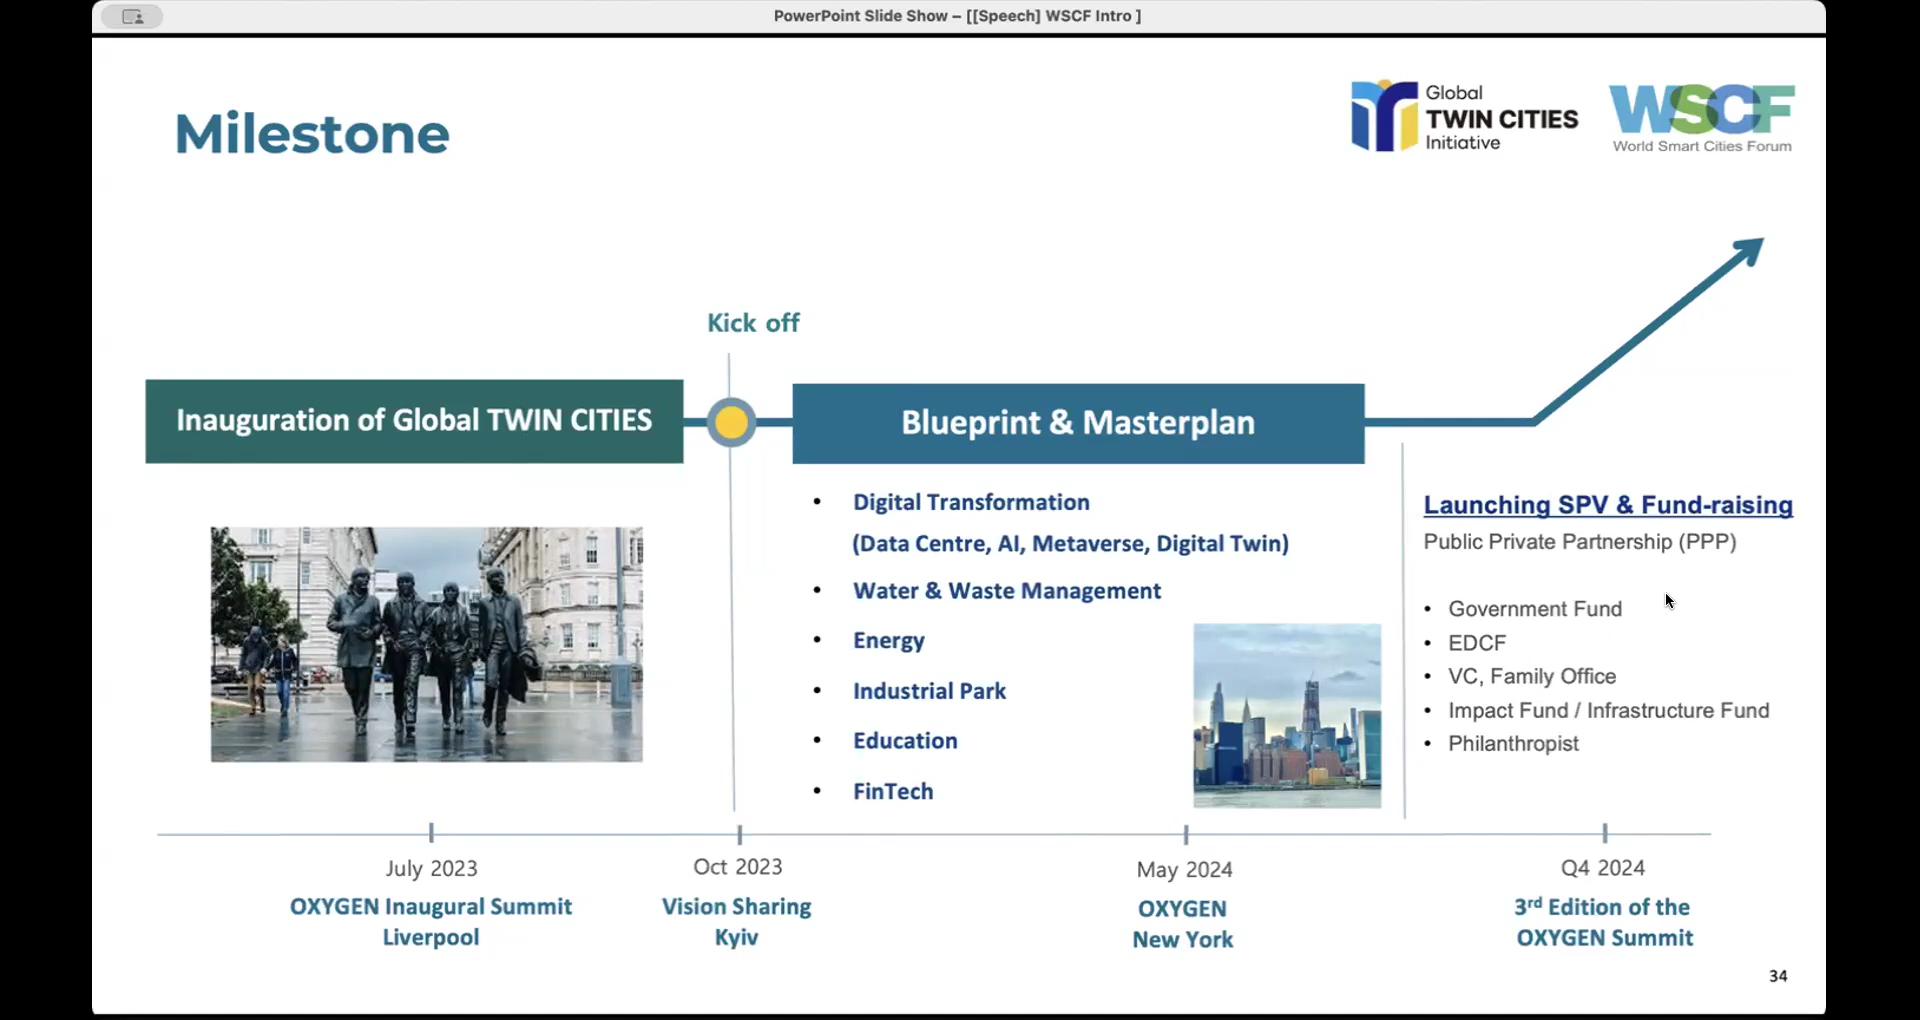 PowerPoint Slide Show – [[Speech] WSCF Intro ]
Milestone
Global
TWIN CITIES
Initiative
WSCF
World Smart Cities Forum
Kick off
Inauguration of Global TWIN CITIES
Blueprint & Masterplan
• Digital Transformation
(Data Centre, AI, Metaverse, Digital Twin)
• Water & Waste Management
• Energy
• Industrial Park
• Education
• FinTech
Launching SPV & Fund-raising
Public Private Partnership (PPP)
• Government Fund
• EDCF
• VC, Family Office
• Impact Fund / Infrastructure Fund
• Philanthropist
July 2023
OXYGEN Inaugural Summit
Liverpool
Oct 2023
Vision Sharing
Kyiv
May 2024
OXYGEN
New York
Q4 2024
3rd Edition of the
OXYGEN Summit
34